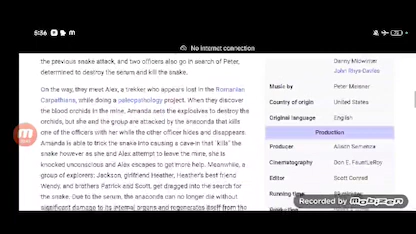 5:36
No internet connection
the previous snake attack, and two officers also go in search of Peter,
determined to destroy the serum and kill the snake.
On the way, they meet Alex, a trekker who appears lost in the Romanian
Carpathians, while doing a paleopathology project. When they discover
the blood orchids in the mine, Amanda sets the explosives to destroy the
orchids, but she and the group are attacked by the anaconda that kills
one of the officers with her while the other officer hides and disappears.
Amanda is able to trick the snake into causing a cave-in that "kills" the
snake however as she and Alex attempt to leave the mine, she is
knocked unconscious and Alex escapes to get more help. Meanwhile, a
group of explorers: Jackson, girlfriend Heather, Heather's best friend
Wendy, and brothers Patrick and Scott, get dragged into the search for
the snake. Due to the serum, the anaconda can no longer die without
significant damage to its internal organs and regenerates itself from the
Danny Midwinter
John Rhys-Davies
Music by Peter Meisner
Country of origin United States
Original language English
Production
Producer Alison Semenza
Cinematography Don E. FauntLeRoy
Editor Scott Conrad
Running time 89 minutes
Recorded by mobizen